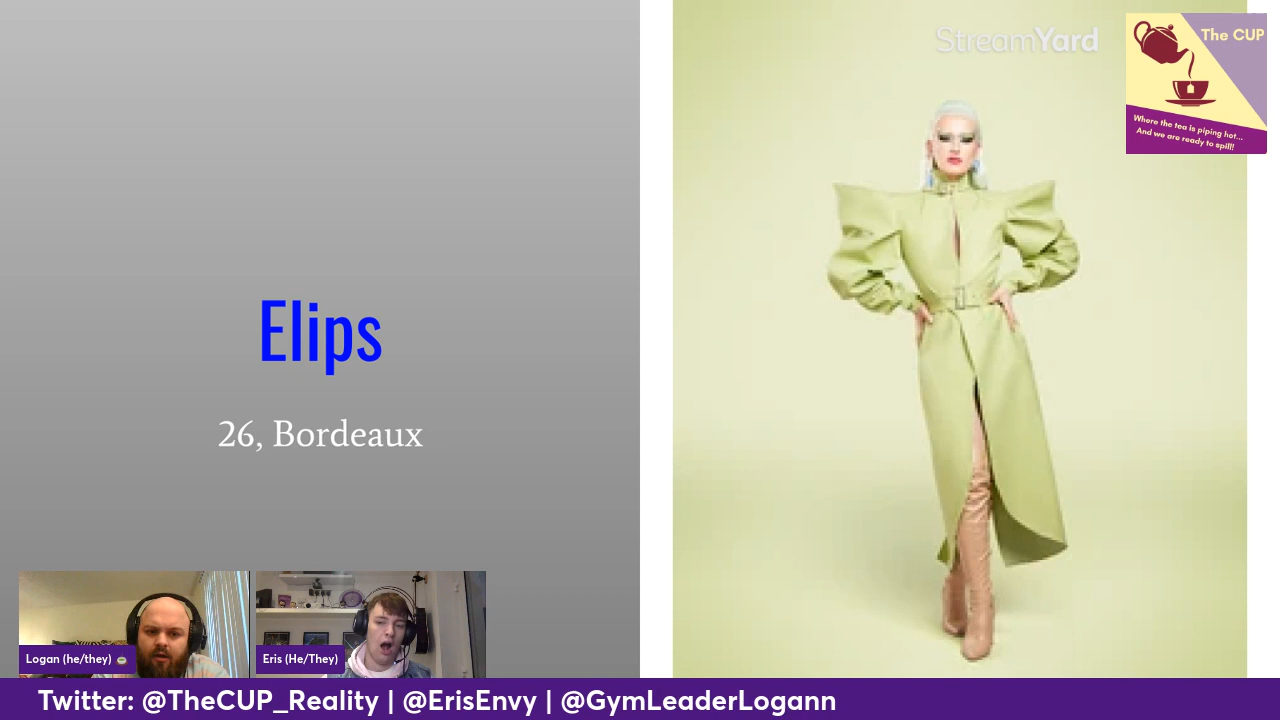 Elips
26, Bordeaux
StreamYard
The CUP
Where the tea is piping hot...
And we are ready to spill!
Logan (he/they)
Eris (He/They)
Twitter: @TheCUP_Reality | @ErisEnvy | @GymLeaderLogann